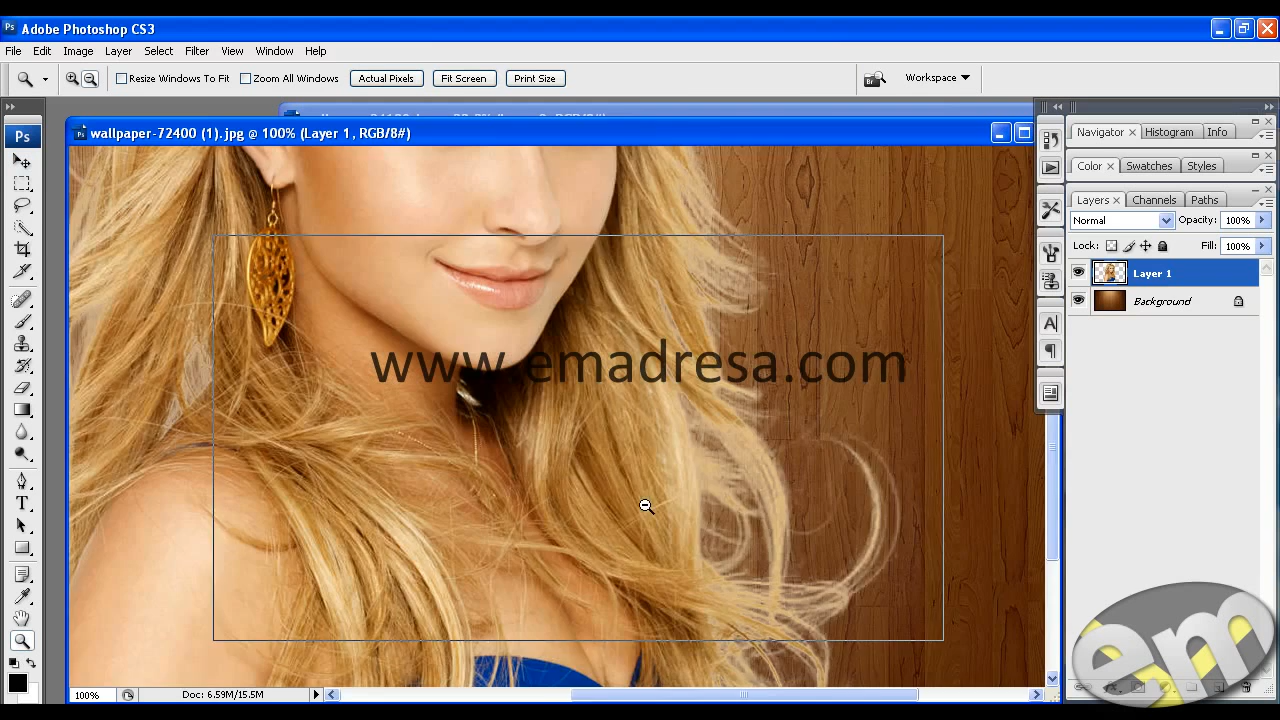 Adobe Photoshop CS3
File Edit Image Layer Select Filter View Window Help
Resize Windows To Fit Zoom All Windows Actual Pixels Fit Screen Print Size Br Workspace
Ps
wallpaper-72400 (1).jpg @ 100% (Layer 1, RGB/8#)
Navigator Histogram Info
Color Swatches Styles
Layers Channels Paths
Normal Opacity: 100%
Lock: Fill: 100%
Layer 1
Background
www.emadresa.com
em
100% Doc: 6.59M/15.5M